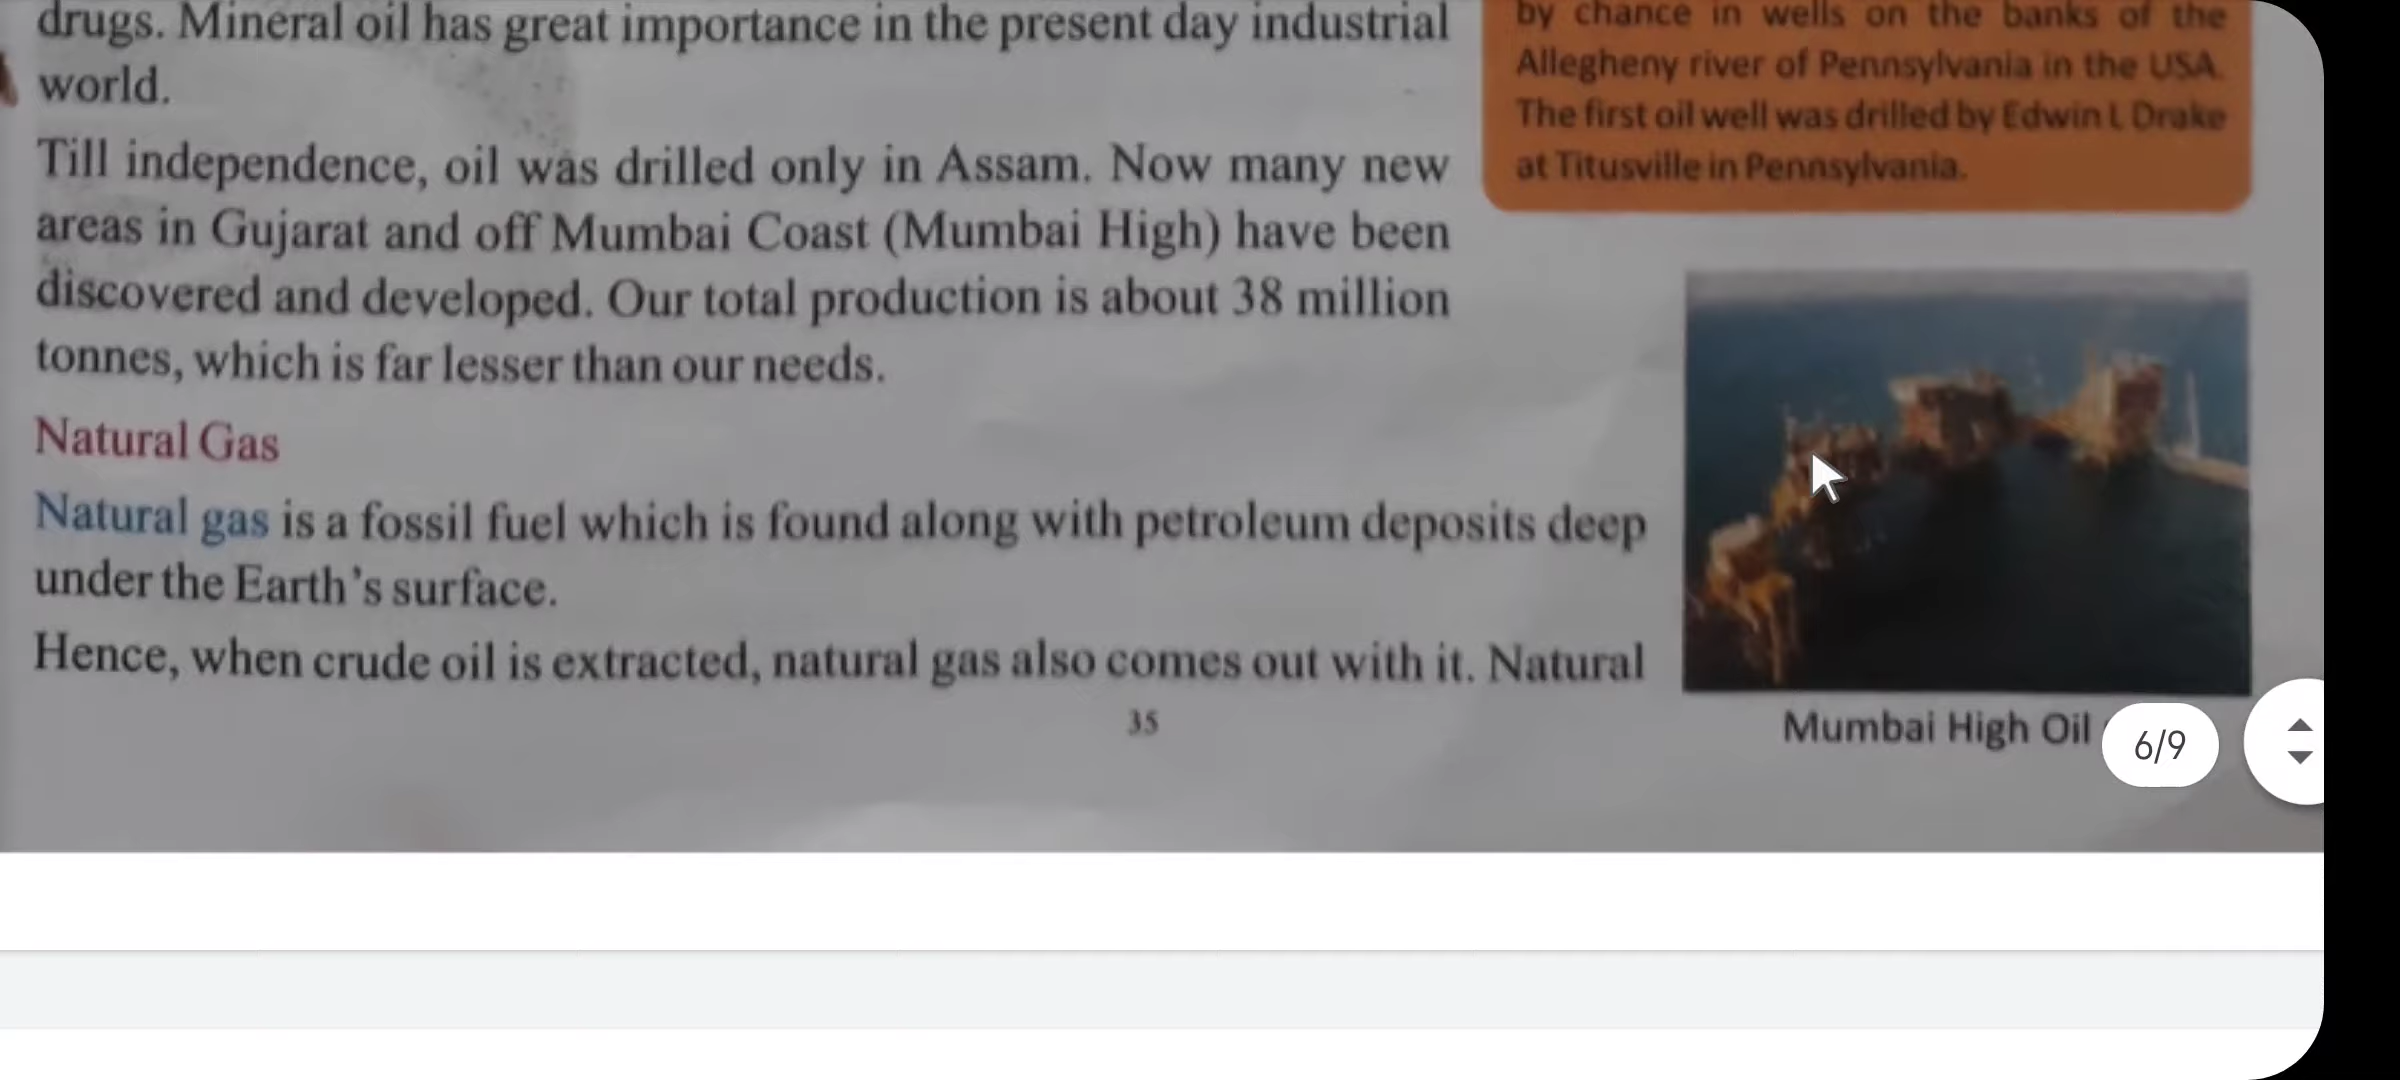 drugs. Mineral oil has great importance in the present day industrial
world.
Till independence, oil was drilled only in Assam. Now many new
areas in Gujarat and off Mumbai Coast (Mumbai High) have been
discovered and developed. Our total production is about 38 million
tonnes, which is far lesser than our needs.
Natural Gas
Natural gas is a fossil fuel which is found along with petroleum deposits deep
under the Earth's surface.
Hence, when crude oil is extracted, natural gas also comes out with it. Natural
35
by chance in wells on the banks of the
Allegheny river of Pennsylvania in the USA.
The first oil well was drilled by Edwin L Drake
at Titusville in Pennsylvania.
Mumbai High Oil
6/9